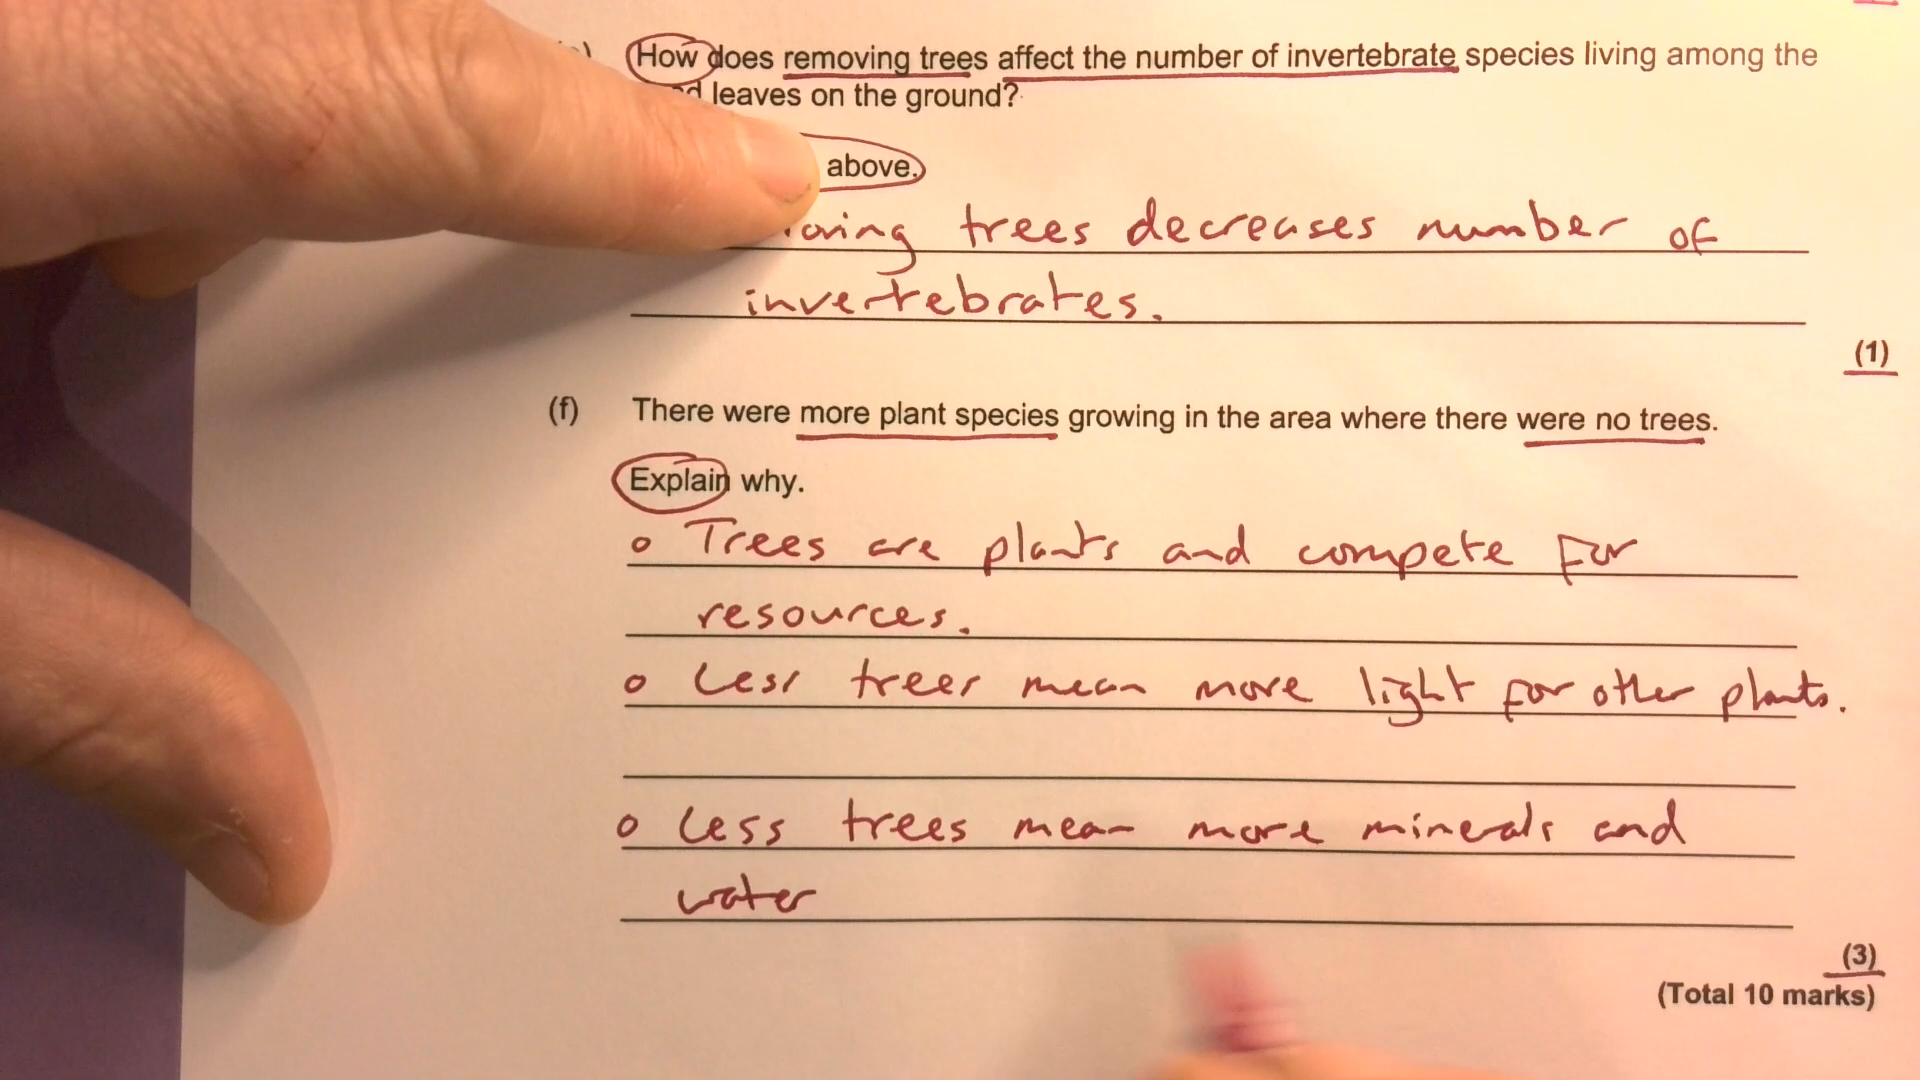 How does removing trees affect the number of invertebrate species living among the
leaves on the ground?
above.
trees decreases number of
invertebrates.
(1)
(f) There were more plant species growing in the area where there were no trees.
Explain why.
o Trees are plants and compete for
resources.
o Less trees mean more light for other plants.
o Less trees mean more minerals and
water
(3)
(Total 10 marks)